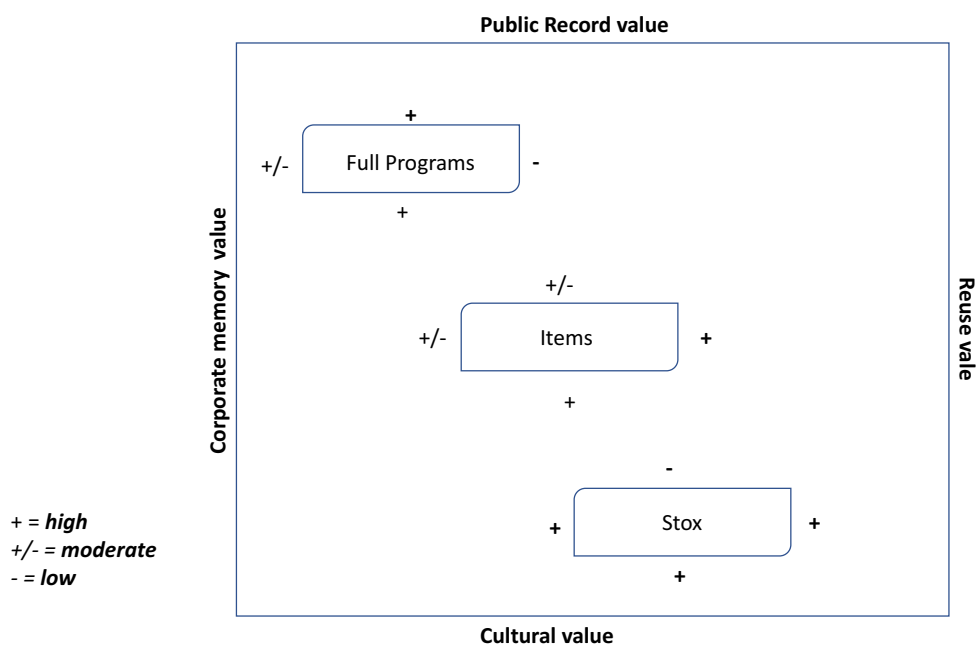 Public Record value
+
+/- Full Programs -
+
Corporate memory value
+/-
+/- Items +
+
Reuse vale
-
+ Stox +
+
+ = high
+/- = moderate
- = low
Cultural value